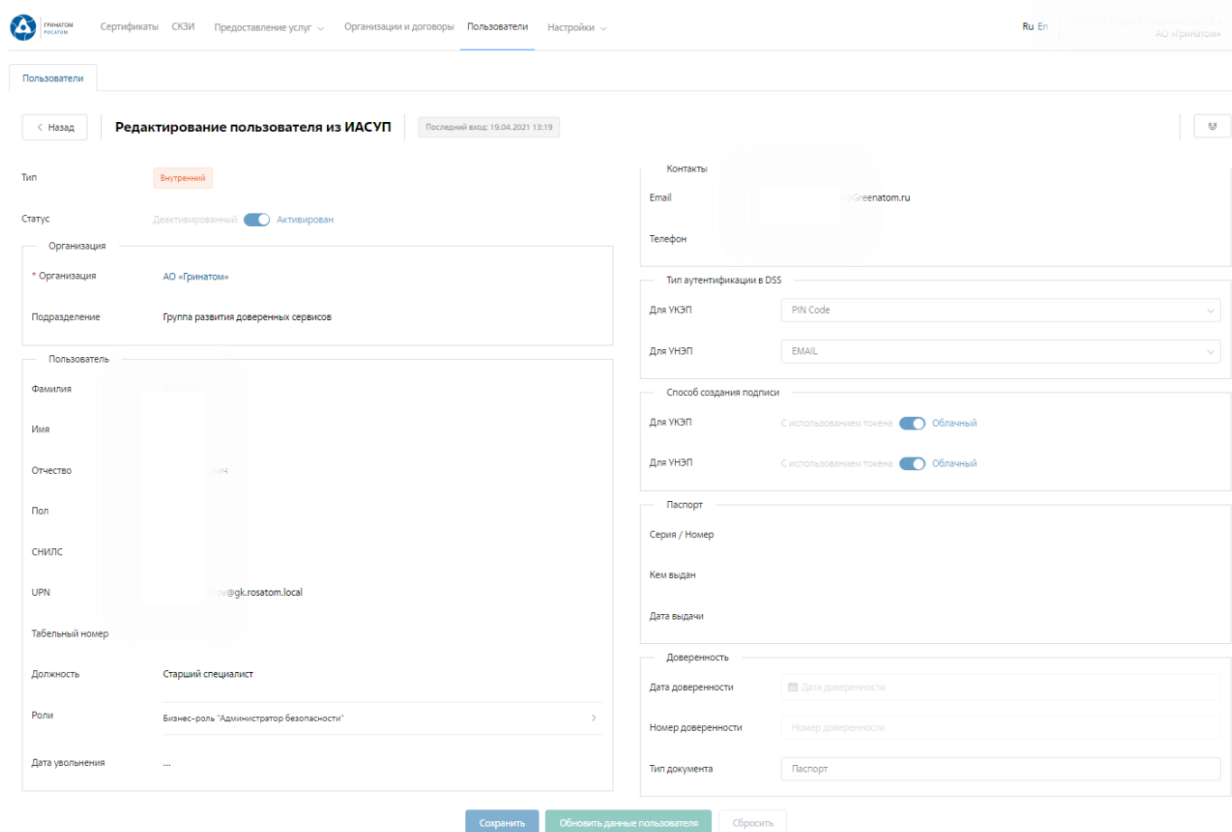 ГРИНАТОМ
РОСАТОМ
Сертификаты СКЗИ Предоставление услуг Организации и договоры Пользователи Настройки
Ru En
АО «Гринатом»
Пользователи
< Назад
Редактирование пользователя из ИАСУП
Последний вход: 19.04.2021 13:19
Тип Внутренний
Статус Деактивированный Активирован
Организация
* Организация АО «Гринатом»
Подразделение Группа развития доверенных сервисов
Пользователь
Фамилия
Имя
Отчество
Пол
СНИЛС
UPN @gk.rosatom.local
Табельный номер
Должность Старший специалист
Роли Бизнес-роль "Администратор безопасности"
Дата увольнения ...
Контакты
Email @Greenatom.ru
Телефон
Тип аутентификации в DSS
Для УКЭП PIN Code
Для УНЭП EMAIL
Способ создания подписи
Для УКЭП С использованием токена Облачный
Для УНЭП С использованием токена Облачный
Паспорт
Серия / Номер
Кем выдан
Дата выдачи
Доверенность
Дата доверенности Дата доверенности
Номер доверенности Номер доверенности
Тип документа Паспорт
Сохранить Обновить данные пользователя Сбросить